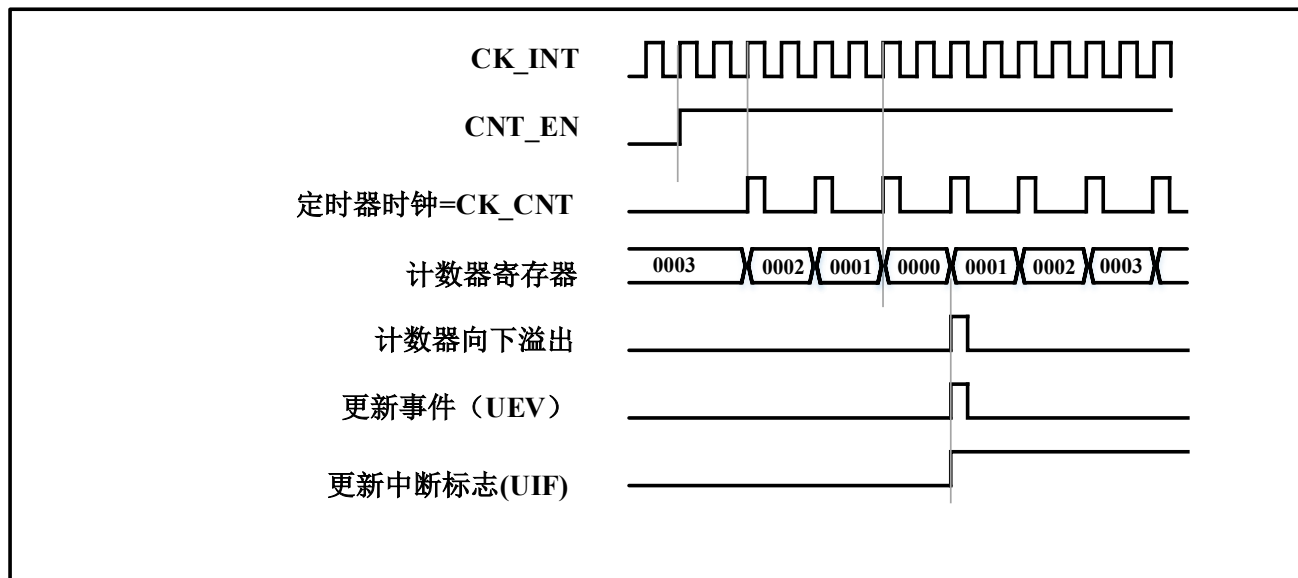 CK_INT
CNT_EN
定时器时钟=CK_CNT
计数器寄存器 0003 0002 0001 0000 0001 0002 0003
计数器向下溢出
更新事件（UEV）
更新中断标志(UIF)